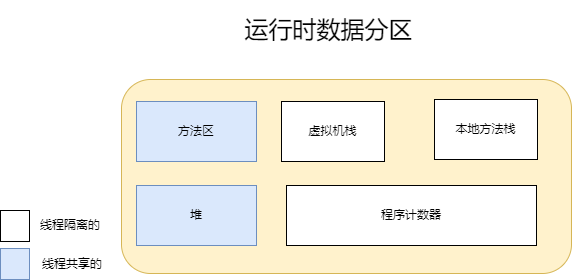 运行时数据分区
方法区
虚拟机栈
本地方法栈
堆
程序计数器
线程隔离的
线程共享的